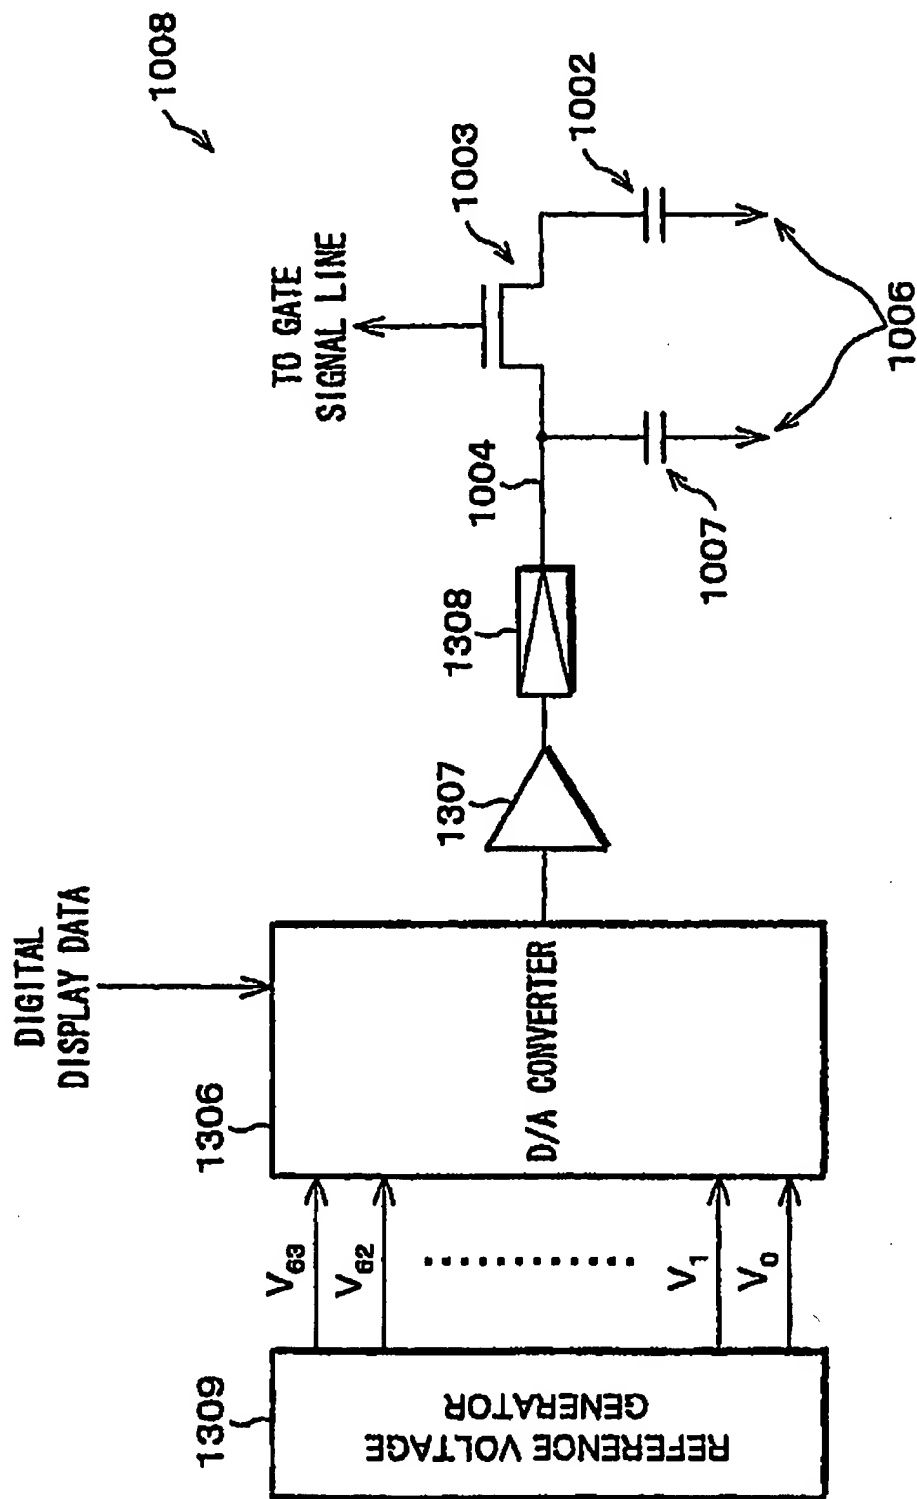 1008
TO GATE
SIGNAL LINE
1003
1002
1004
1007
1006
1308
1307
DIGITAL
DISPLAY DATA
1306
D/A CONVERTER
V63
V62
V1
V0
1309
REFERENCE VOLTAGE
GENERATOR